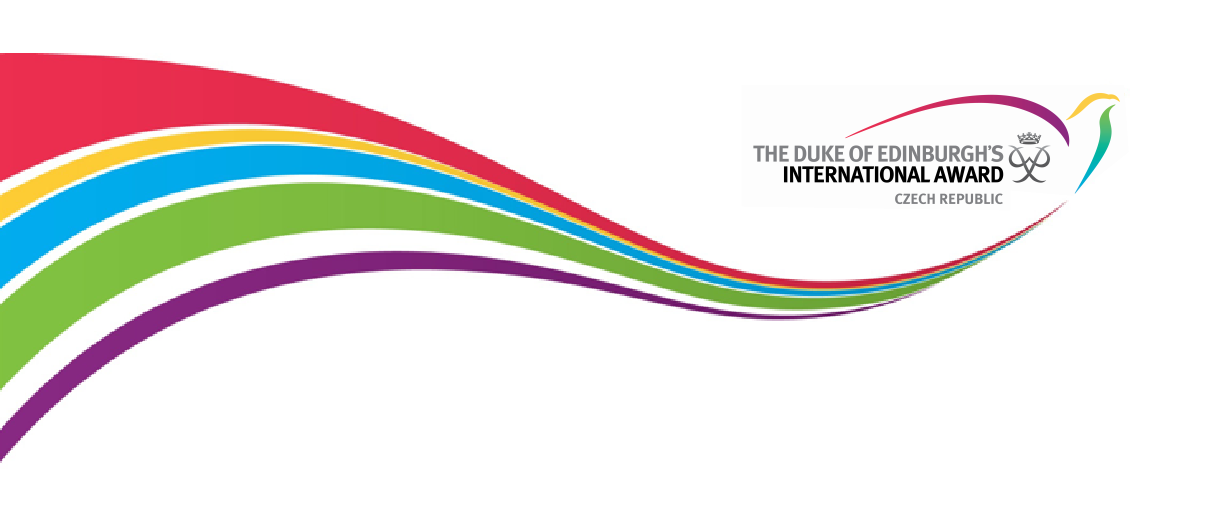 THE DUKE OF EDINBURGH'S
INTERNATIONAL AWARD
CZECH REPUBLIC